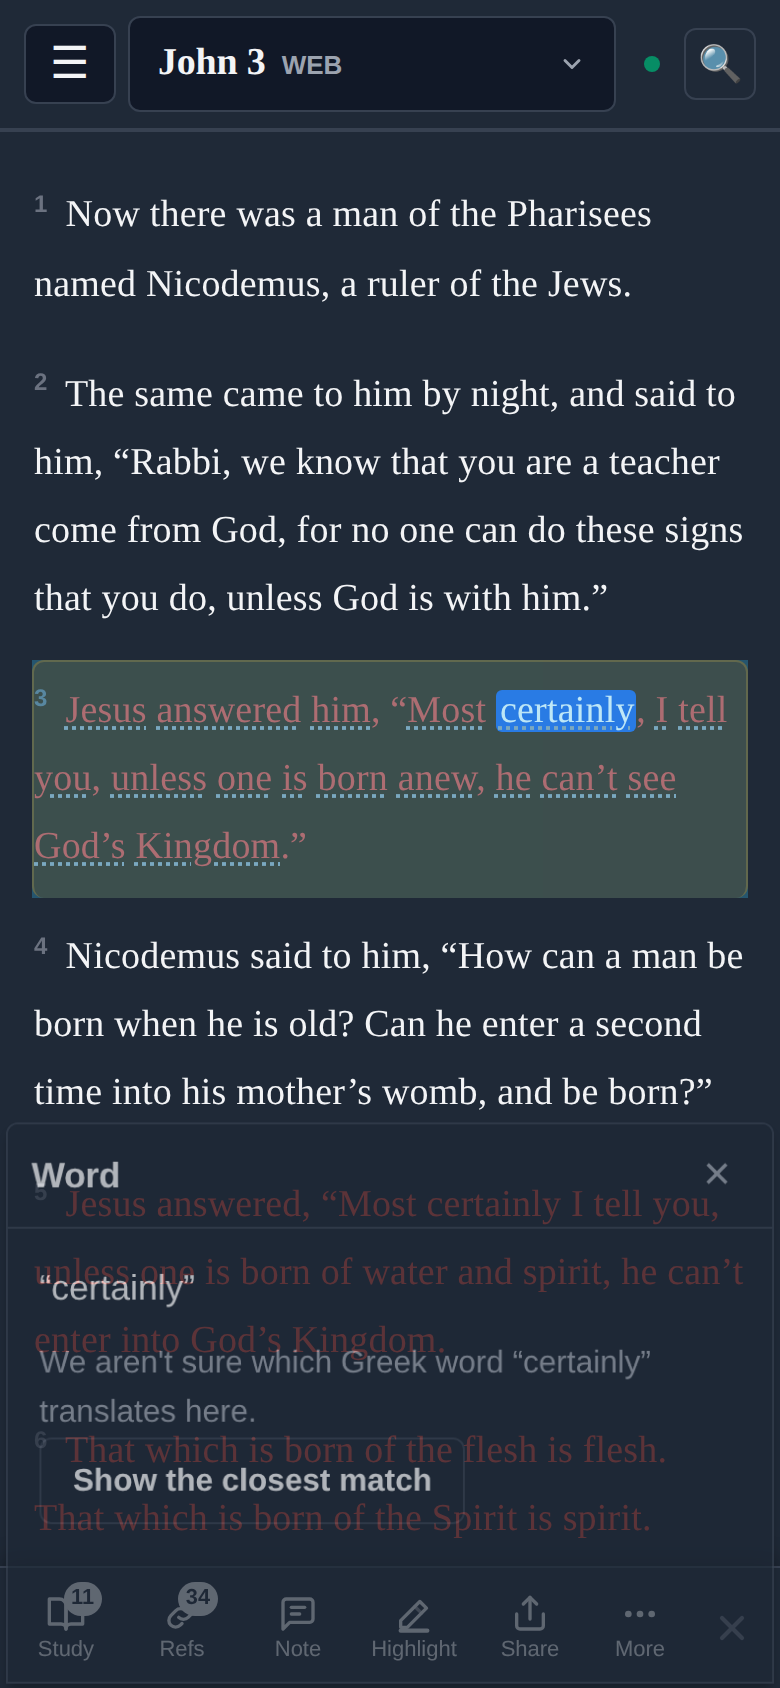 John 3 WEB
1 Now there was a man of the Pharisees
named Nicodemus, a ruler of the Jews.
2 The same came to him by night, and said to
him, “Rabbi, we know that you are a teacher
come from God, for no one can do these signs
that you do, unless God is with him.”
3 Jesus answered him, “Most certainly, I tell
you, unless one is born anew, he can’t see
God’s Kingdom.”
4 Nicodemus said to him, “How can a man be
born when he is old? Can he enter a second
time into his mother’s womb, and be born?”
Word
5 Jesus answered, “Most certainly I tell you,
unless one is born of water and spirit, he can’t
“certainly”
enter into God’s Kingdom.
We aren't sure which Greek word “certainly”
translates here.
6 That which is born of the flesh is flesh.
Show the closest match
That which is born of the Spirit is spirit.
11 34
Study Refs Note Highlight Share More